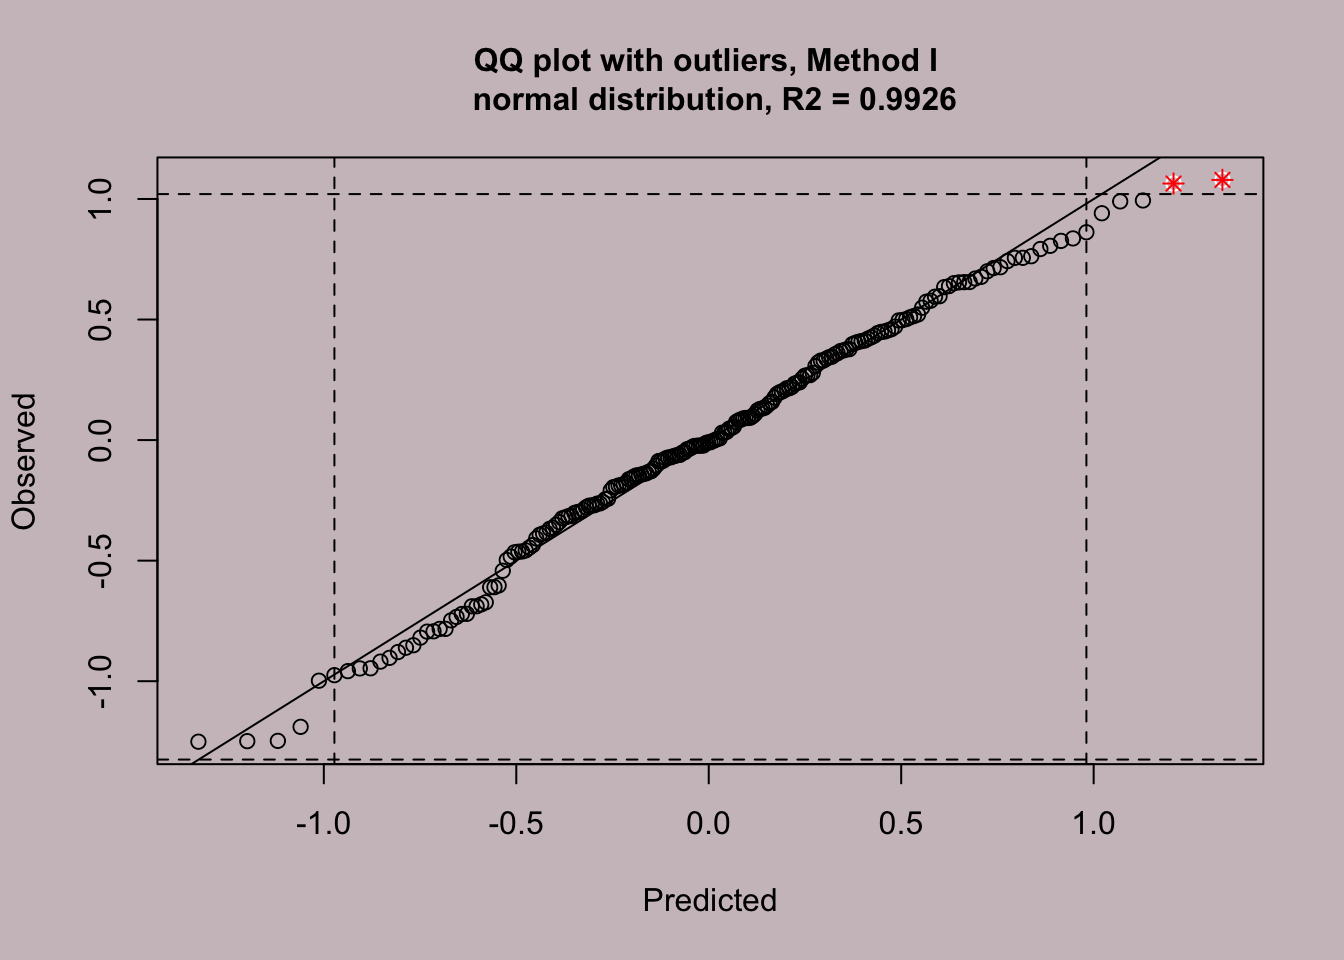 QQ plot with outliers, Method I
normal distribution, R2 = 0.9926
1.0
0.5
0.0
-0.5
-1.0
Observed
-1.0 -0.5 0.0 0.5 1.0
Predicted